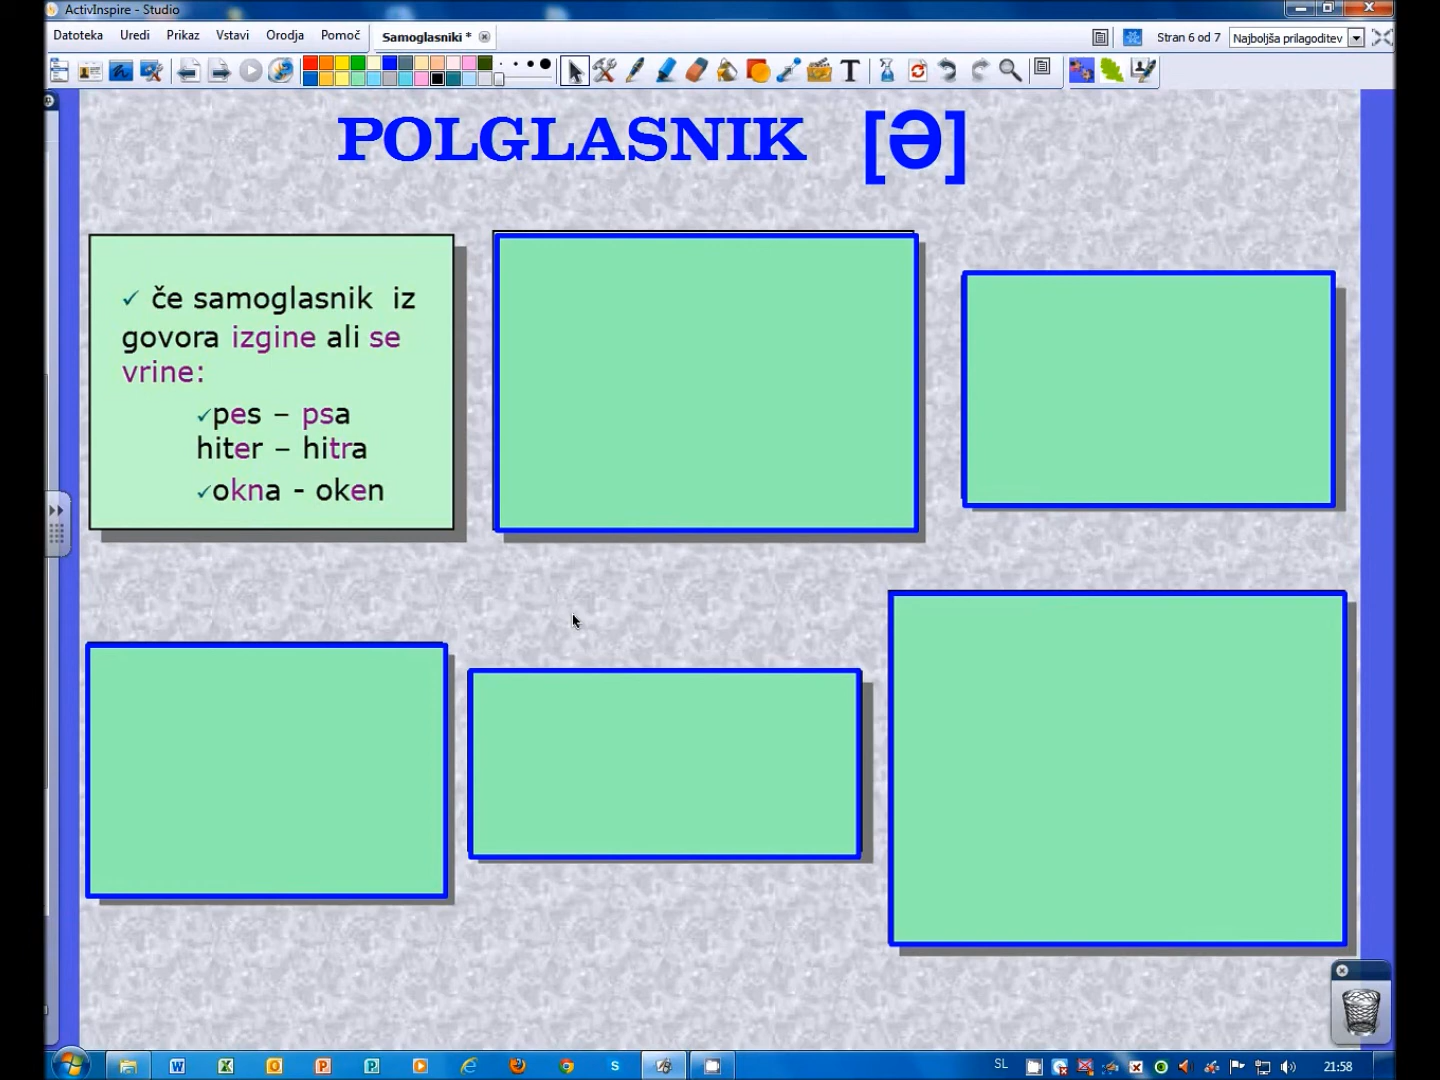 ActivInspire - Studio
Datoteka Uredi Prikaz Vstavi Orodja Pomoč Samoglasniki * Stran 6 od 7 Najboljša prilagoditev
POLGLASNIK [Ə]
✓ če samoglasnik iz
govora izgine ali se
vrine:
✓pes – psa
hiter – hitra
✓okna - oken
SL 21:58